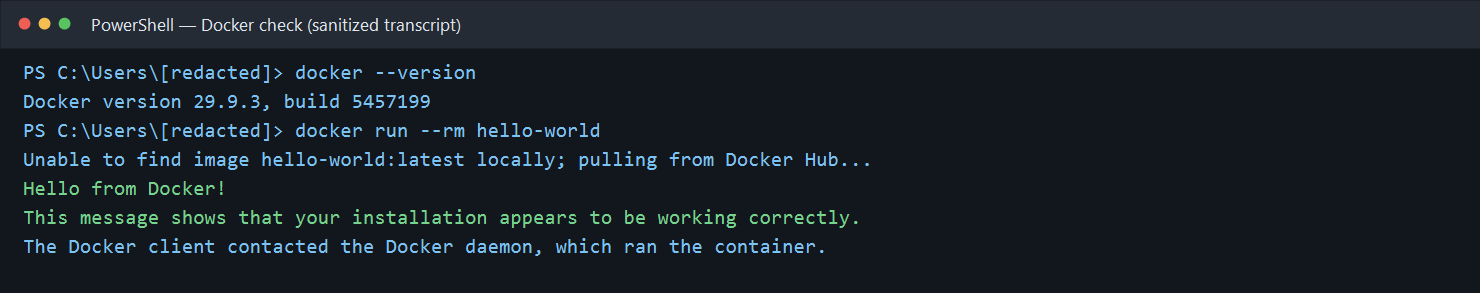 PowerShell — Docker check (sanitized transcript)
PS C:\Users\[redacted]> docker --version
Docker version 29.9.3, build 5457199
PS C:\Users\[redacted]> docker run --rm hello-world
Unable to find image hello-world:latest locally; pulling from Docker Hub...
Hello from Docker!
This message shows that your installation appears to be working correctly.
The Docker client contacted the Docker daemon, which ran the container.